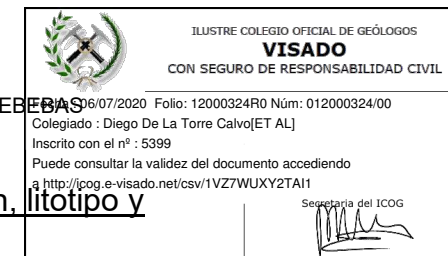 ILUSTRE COLEGIO OFICIAL DE GEÓLOGOS
VISADO
CON SEGURO DE RESPONSABILIDAD CIVIL
EBEBAS
06/07/2020 Folio: 12000324R0 Núm: 012000324/00
Colegiado : Diego De La Torre Calvo[ET AL]
Inscrito con el nº : 5399
Puede consultar la validez del documento accediendo
a http://icog.e-visado.net/csv/1VZ7WUXY2TAI1
n, litotipo y
Secretaria del ICOG